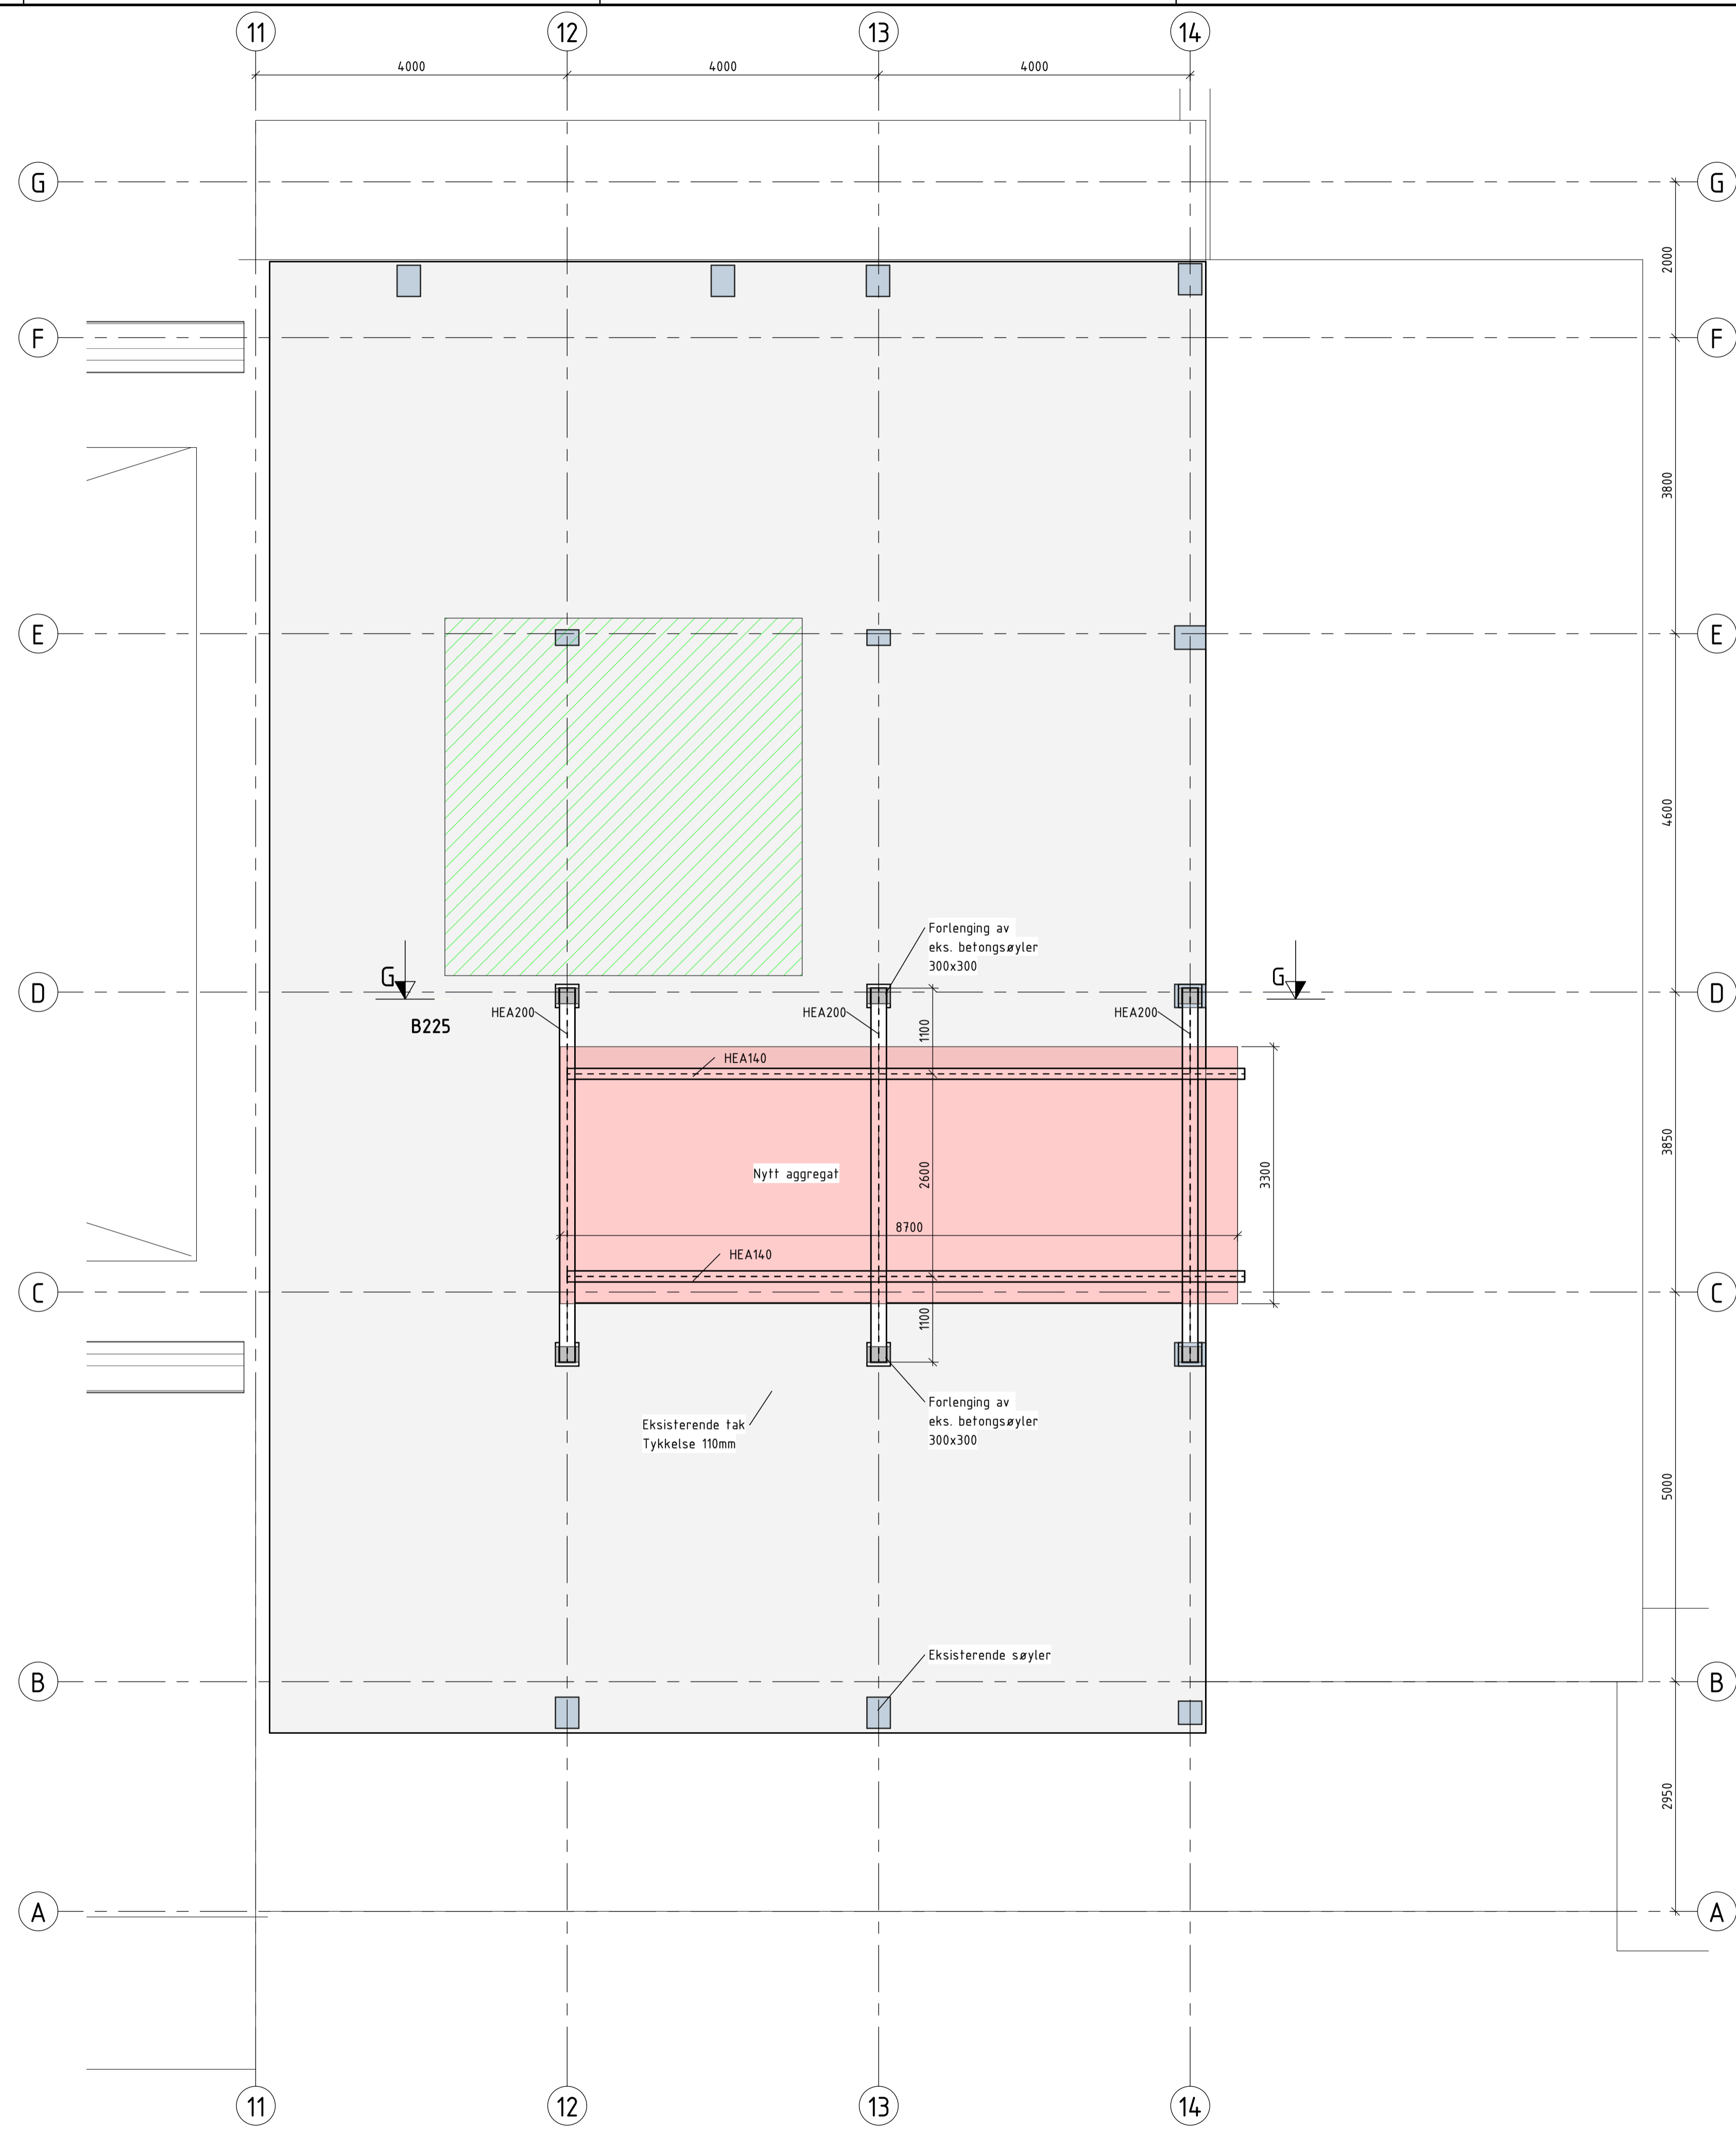 11 12 13 14
4000 4000 4000
G G
2000
F F
3800
E E
4600
Forlenging av
eks. betongsøyler
300x300
G G
D D
HEA200 HEA200 HEA200
B225
1100
HEA140
3850
Nytt aggregat
2600
3300
8700
HEA140
C C
1100
Forlenging av
eks. betongsøyler
300x300
Eksisterende tak
Tykkelse 110mm
5000
Eksisterende søyler
B B
2950
A A
11 12 13 14